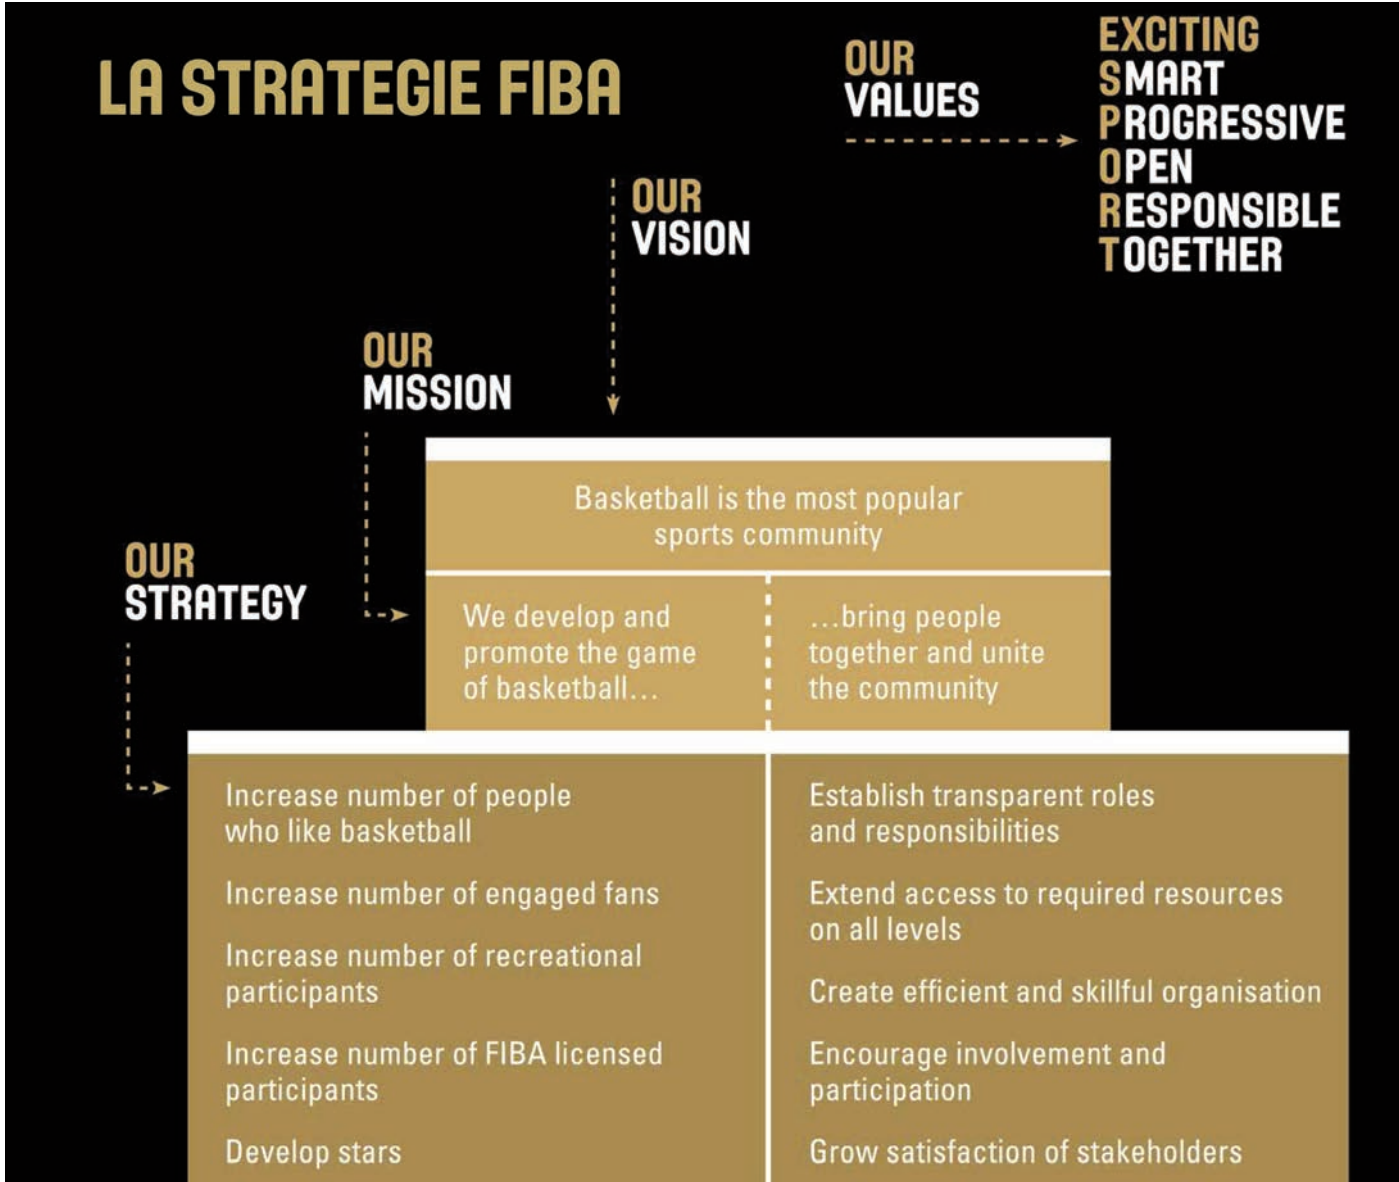 LA STRATEGIE FIBA
OUR
VALUES
EXCITING
SMART
PROGRESSIVE
OPEN
RESPONSIBLE
TOGETHER
OUR
VISION
OUR
MISSION
Basketball is the most popular
sports community
OUR
STRATEGY
We develop and
promote the game
of basketball...
...bring people
together and unite
the community
Increase number of people
who like basketball
Increase number of engaged fans
Increase number of recreational
participants
Increase number of FIBA licensed
participants
Develop stars
Establish transparent roles
and responsibilities
Extend access to required resources
on all levels
Create efficient and skillful organisation
Encourage involvement and
participation
Grow satisfaction of stakeholders